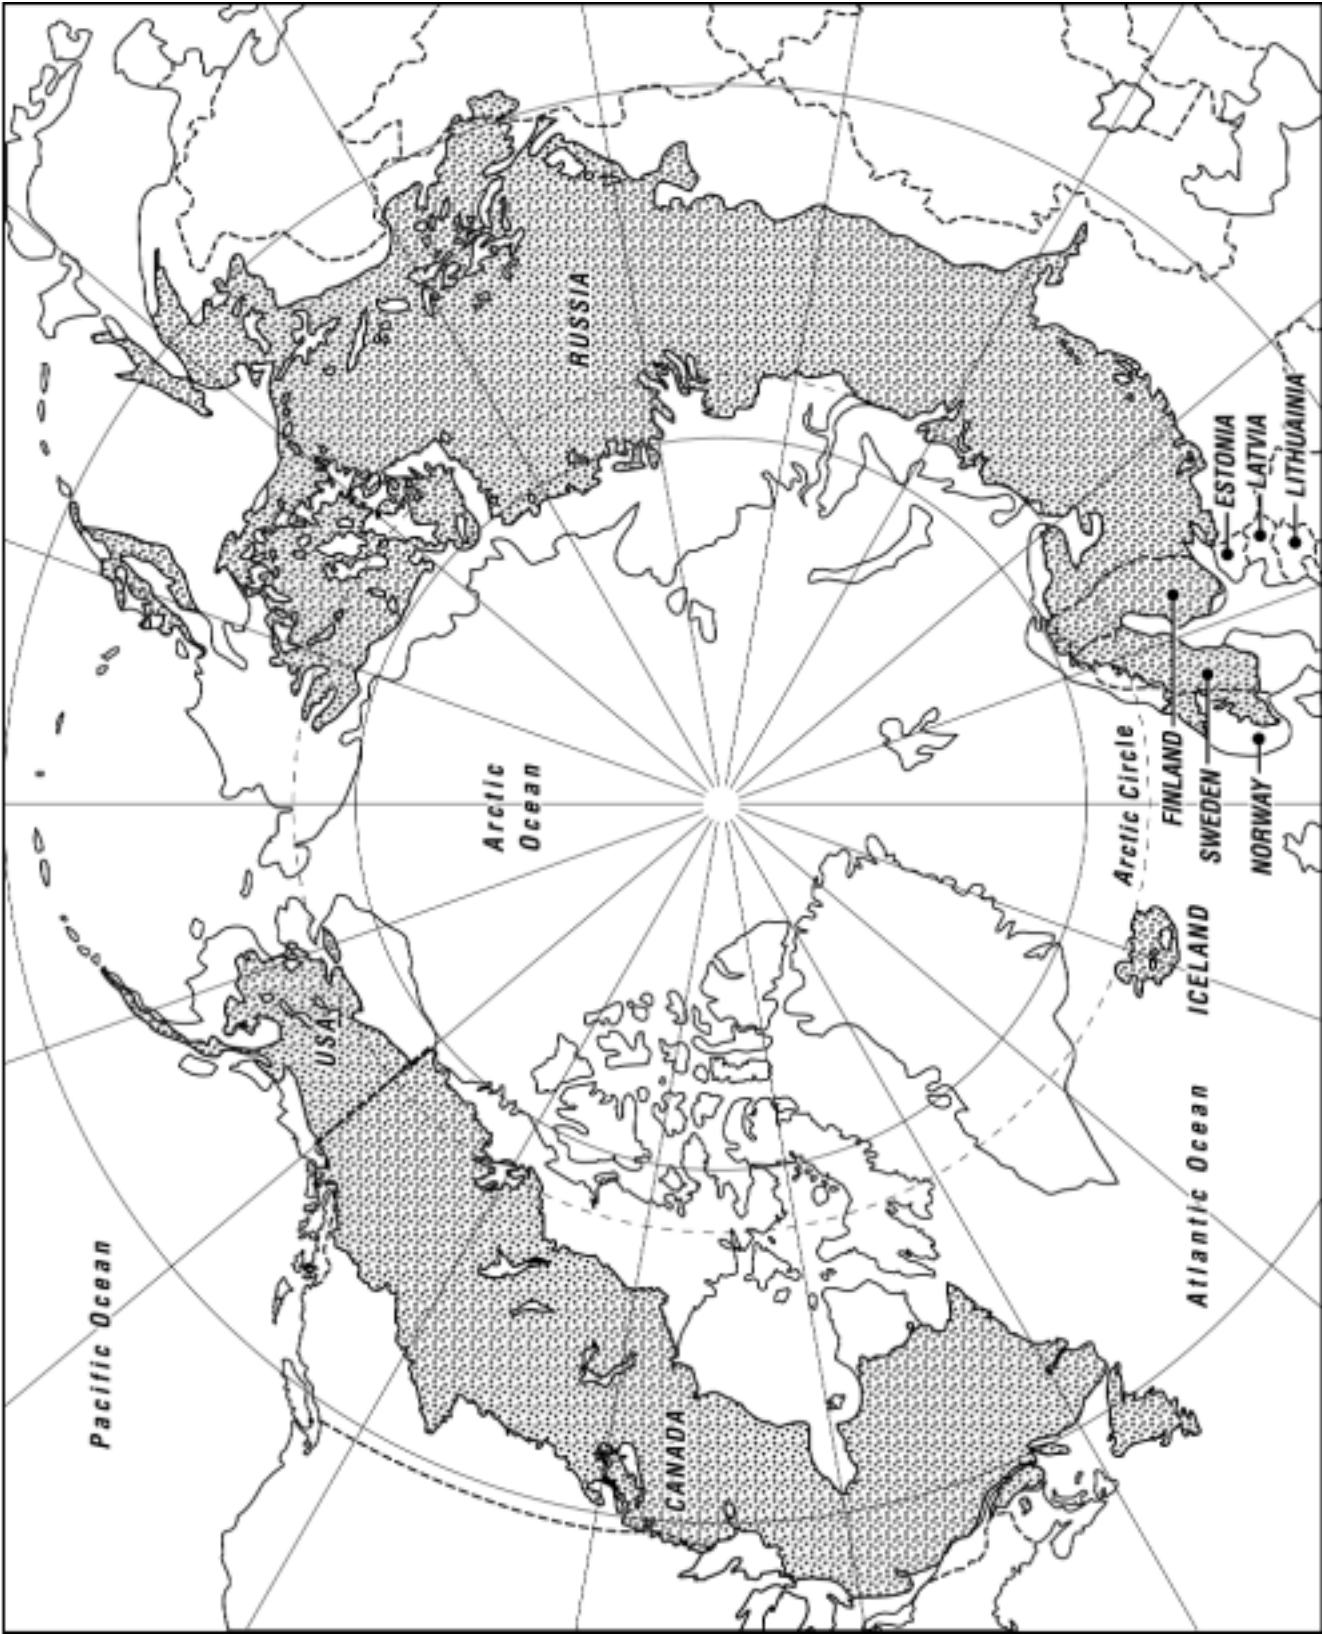 RUSSIA
ESTONIA
LATVIA
LITHUAINIA
Arctic
Ocean
Arctic Circle
FINLAND
SWEDEN
NORWAY
ICELAND
USA
Atlantic Ocean
Pacific Ocean
CANADA